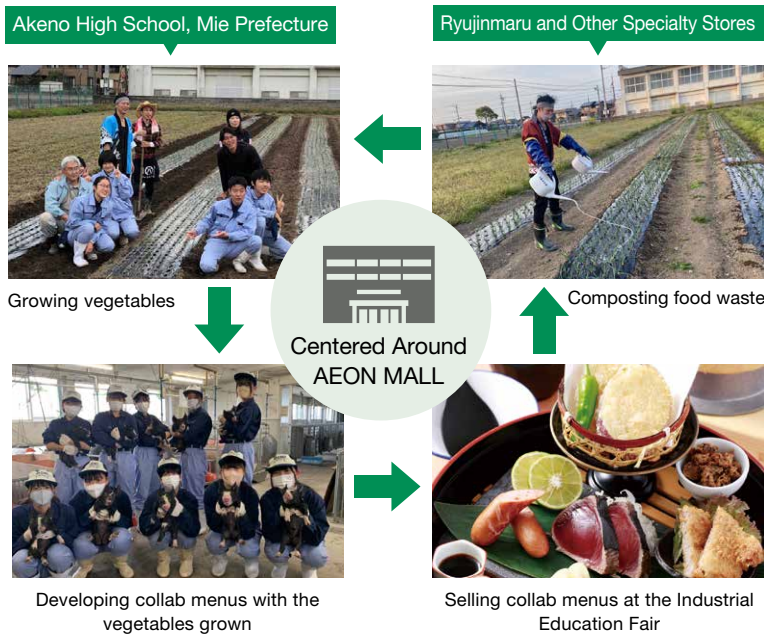 Akeno High School, Mie Prefecture
Ryujinmaru and Other Specialty Stores
Growing vegetables
Composting food waste
Centered Around
AEON MALL
Developing collab menus with the
vegetables grown
Selling collab menus at the Industrial
Education Fair